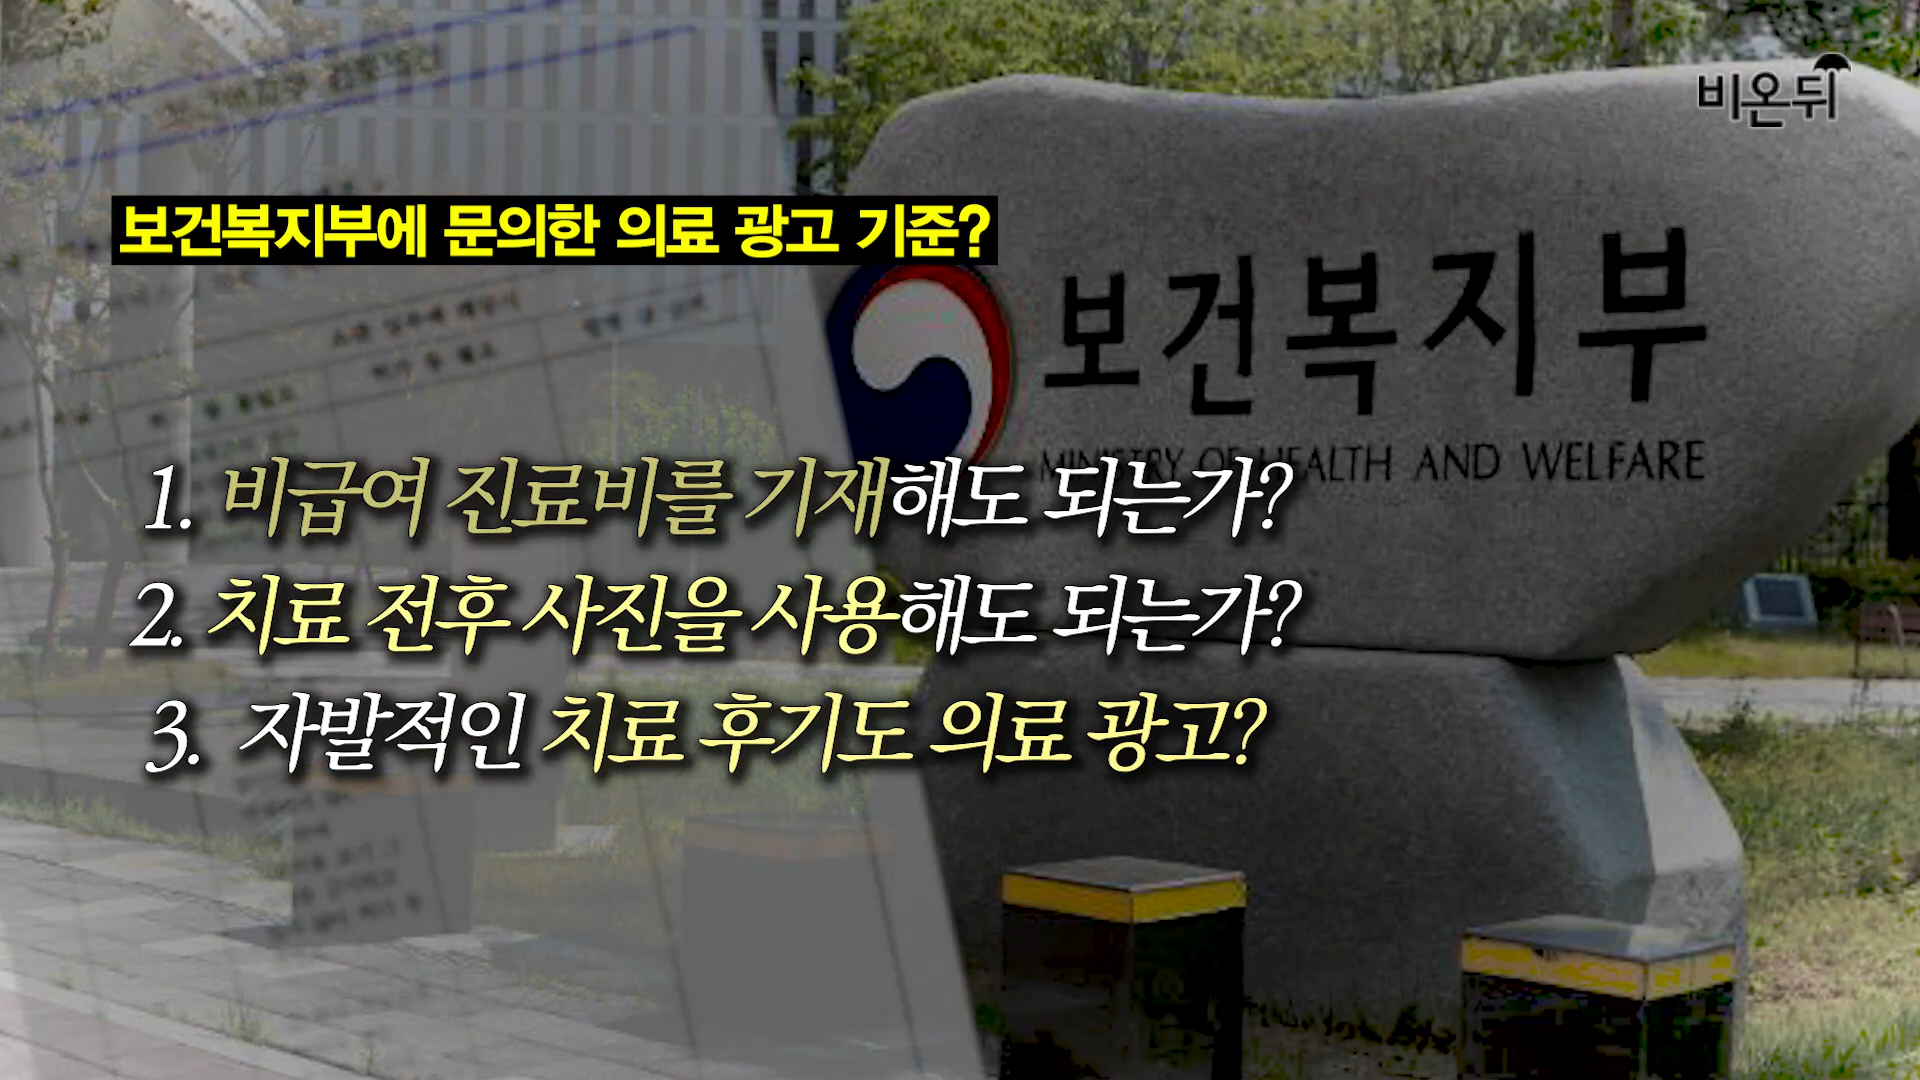 비온뒤
보건복지부에 문의한 의료 광고 기준?
보건복지부
MINISTRY OF HEALTH AND WELFARE
1. 비급여 진료비를 기재해도 되는가?
2. 치료 전후 사진을 사용해도 되는가?
3. 자발적인 치료 후기도 의료 광고?